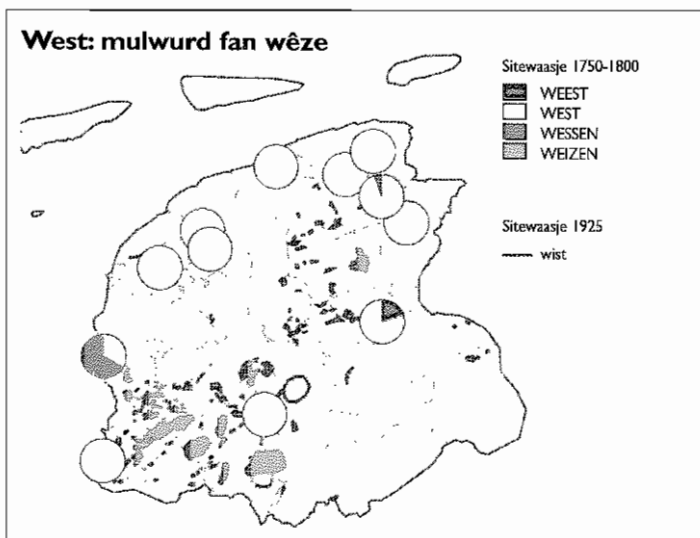 West: mulwurd fan wêze
Sitewaasje 1750-1800
WEEST
WEST
WESSEN
WEIZEN
Sitewaasje 1925
wist